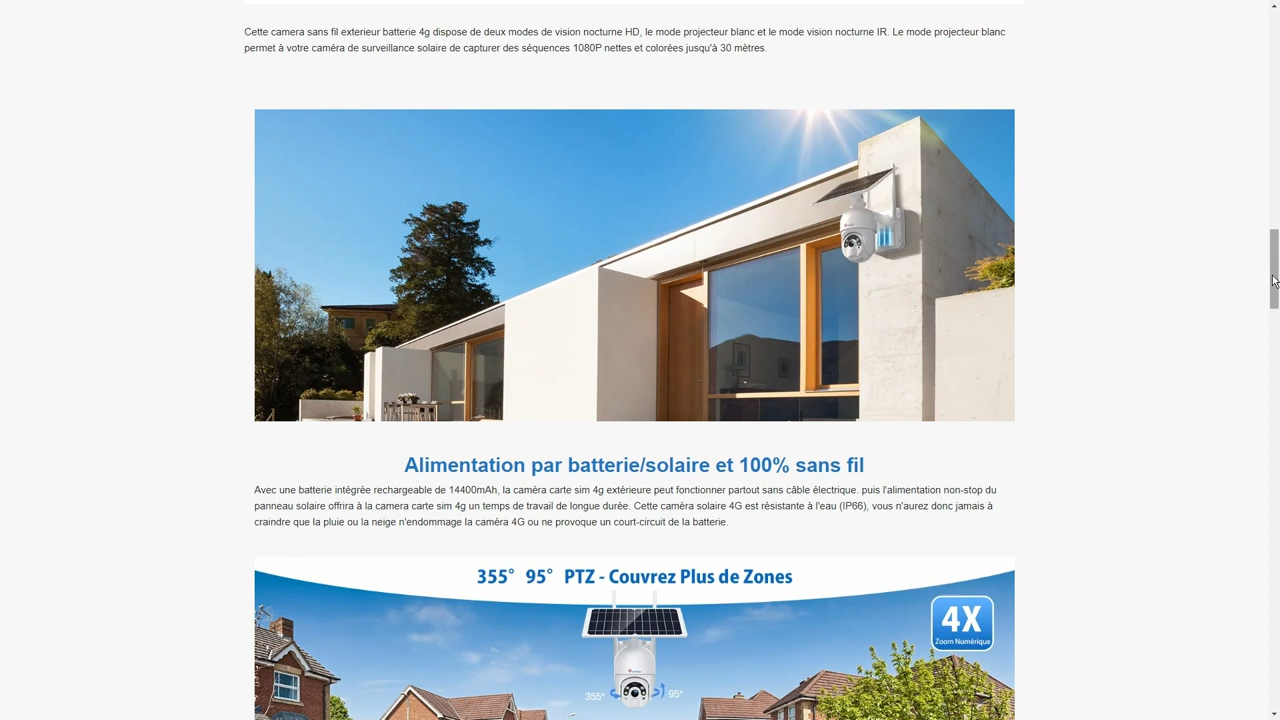 Cette camera sans fil exterieur batterie 4g dispose de deux modes de vision nocturne HD, le mode projecteur blanc et le mode vision nocturne IR. Le mode projecteur blanc
permet à votre caméra de surveillance solaire de capturer des séquences 1080P nettes et colorées jusqu'à 30 mètres.
Alimentation par batterie/solaire et 100% sans fil
Avec une batterie intégrée rechargeable de 14400mAh, la caméra carte sim 4g extérieure peut fonctionner partout sans câble électrique. puis l'alimentation non-stop du
panneau solaire offrira à la camera carte sim 4g un temps de travail de longue durée. Cette caméra solaire 4G est résistante à l'eau (IP66), vous n'aurez donc jamais à
craindre que la pluie ou la neige n'endommage la caméra 4G ou ne provoque un court-circuit de la batterie.
355° 95° PTZ - Couvrez Plus de Zones
4X
Zoom Numérique
355° 95°